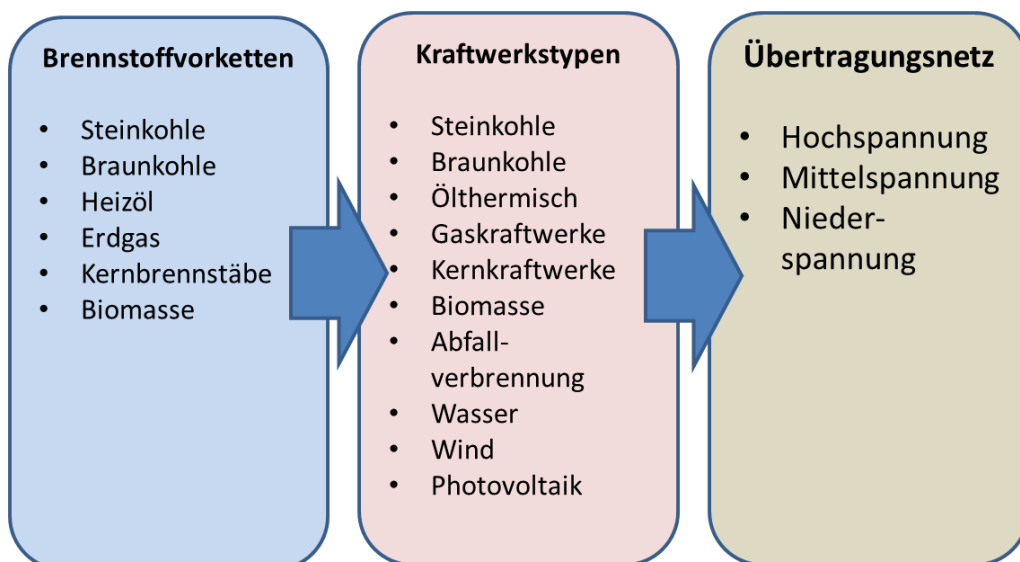 Brennstoffvorketten
• Steinkohle
• Braunkohle
• Heizöl
• Erdgas
• Kernbrennstäbe
• Biomasse
Kraftwerkstypen
• Steinkohle
• Braunkohle
• Ölthermisch
• Gaskraftwerke
• Kernkraftwerke
• Biomasse
• Abfall-
verbrennung
• Wasser
• Wind
• Photovoltaik
Übertragungsnetz
• Hochspannung
• Mittelspannung
• Nieder-
spannung